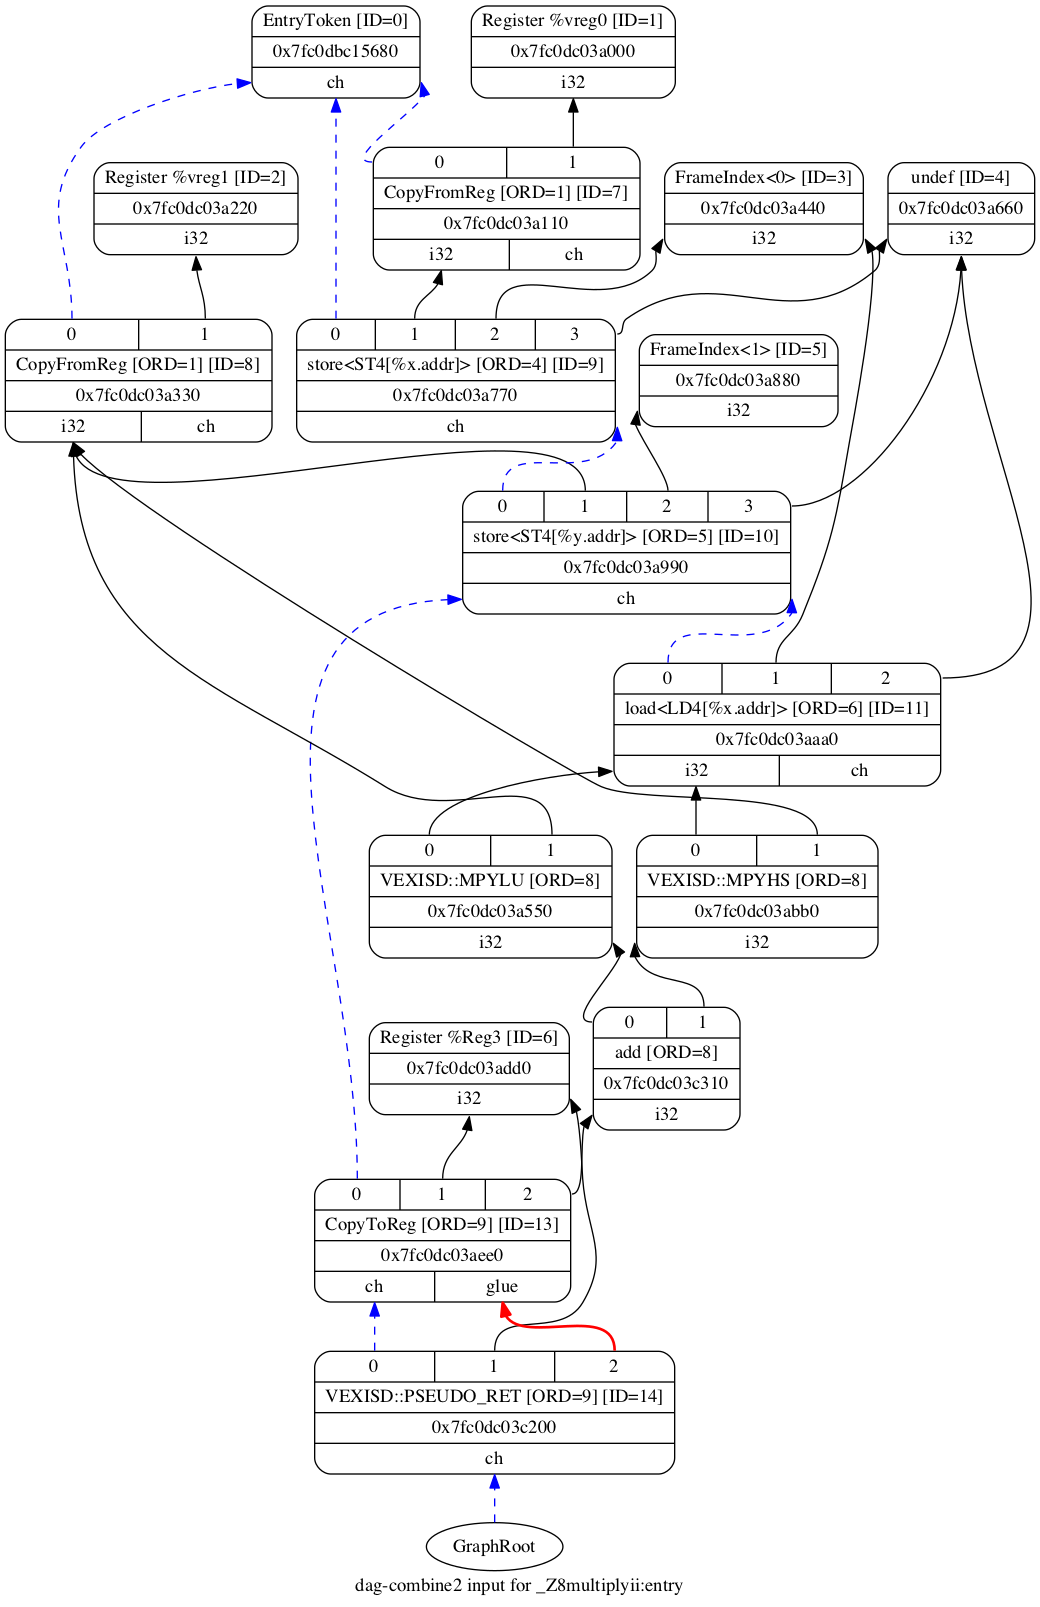 EntryToken [ID=0]
0x7fc0dbc15680
ch
Register %vreg0 [ID=1]
0x7fc0dc03a000
i32
0 1
CopyFromReg [ORD=1] [ID=7]
0x7fc0dc03a110
i32 ch
Register %vreg1 [ID=2]
0x7fc0dc03a220
i32
FrameIndex<0> [ID=3]
0x7fc0dc03a440
i32
undef [ID=4]
0x7fc0dc03a660
i32
0 1
CopyFromReg [ORD=1] [ID=8]
0x7fc0dc03a330
i32 ch
0 1 2 3
store<ST4[%x.addr]> [ORD=4] [ID=9]
0x7fc0dc03a770
ch
FrameIndex<1> [ID=5]
0x7fc0dc03a880
i32
0 1 2 3
store<ST4[%y.addr]> [ORD=5] [ID=10]
0x7fc0dc03a990
ch
0 1 2
load<LD4[%x.addr]> [ORD=6] [ID=11]
0x7fc0dc03aaa0
i32 ch
0 1
VEXISD::MPYLU [ORD=8]
0x7fc0dc03a550
i32
0 1
VEXISD::MPYHS [ORD=8]
0x7fc0dc03abb0
i32
0 1
add [ORD=8]
0x7fc0dc03c310
i32
Register %Reg3 [ID=6]
0x7fc0dc03add0
i32
0 1 2
CopyToReg [ORD=9] [ID=13]
0x7fc0dc03aee0
ch glue
0 1 2
VEXISD::PSEUDO_RET [ORD=9] [ID=14]
0x7fc0dc03c200
ch
GraphRoot
dag-combine2 input for _Z8multiplyii:entry